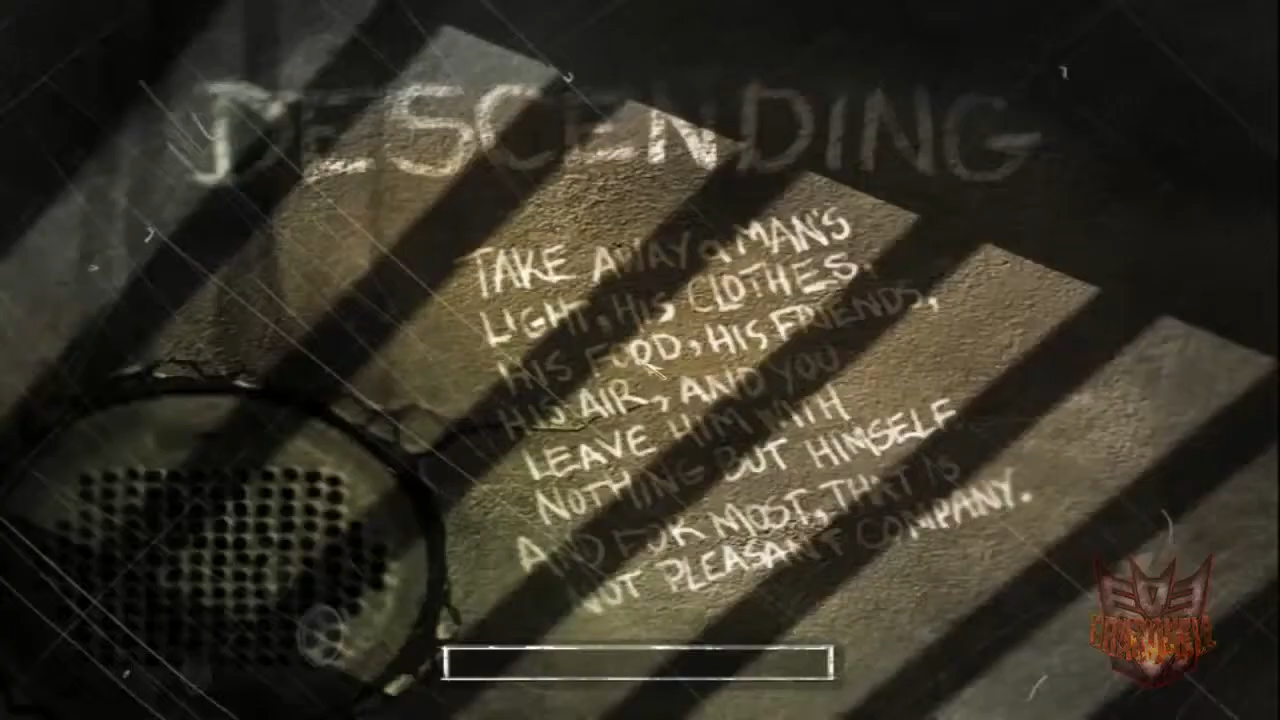 DESCENDING
TAKE AWAY A MAN'S
LIGHT, HIS CLOTHES,
HIS FOOD, HIS FRIENDS,
HIS AIR, AND YOU
LEAVE HIM WITH
NOTHING BUT HIMSELF.
AND FOR MOST, THAT IS
NOT PLEASANT COMPANY.